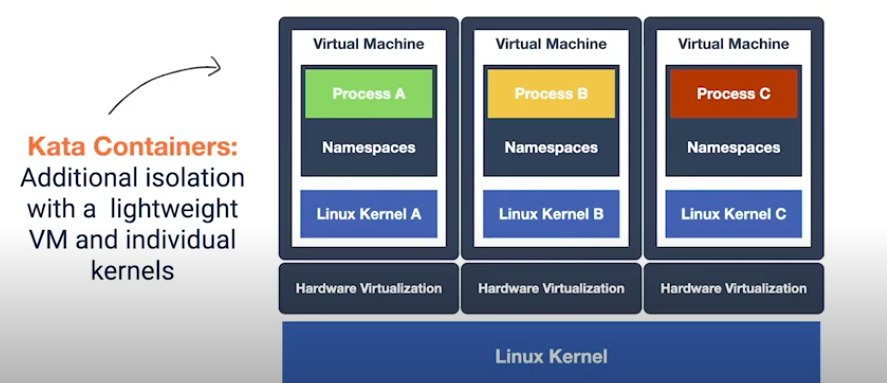 Kata Containers:
Additional isolation
with a lightweight
VM and individual
kernels
Virtual Machine
Process A
Namespaces
Linux Kernel A
Hardware Virtualization
Virtual Machine
Process B
Namespaces
Linux Kernel B
Hardware Virtualization
Virtual Machine
Process C
Namespaces
Linux Kernel C
Hardware Virtualization
Linux Kernel